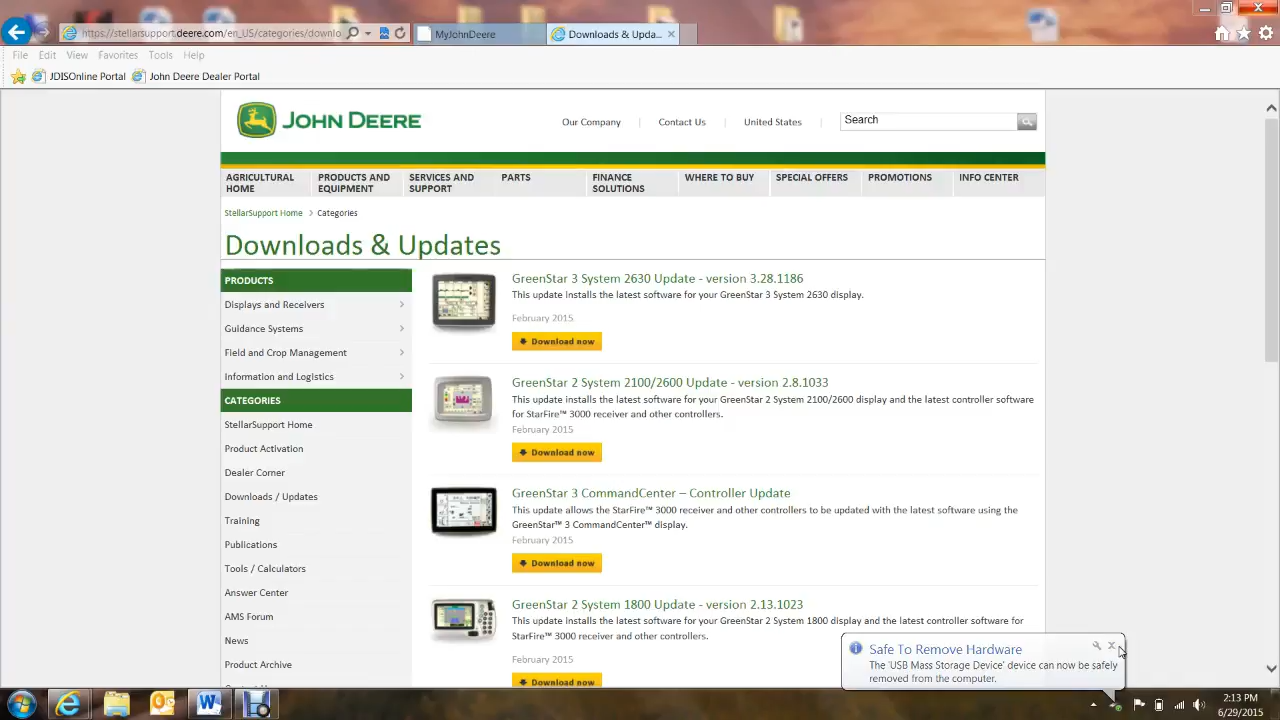 https://stellarsupport.deere.com/en_US/categories/downlo
MyJohnDeere
Downloads & Upda...
File Edit View Favorites Tools Help
JDISOnline Portal John Deere Dealer Portal
JOHN DEERE
Our Company | Contact Us | United States |
Search
AGRICULTURAL HOME
PRODUCTS AND EQUIPMENT
SERVICES AND SUPPORT
PARTS
FINANCE SOLUTIONS
WHERE TO BUY
SPECIAL OFFERS
PROMOTIONS
INFO CENTER
StellarSupport Home > Categories
Downloads & Updates
PRODUCTS
Displays and Receivers
Guidance Systems
Field and Crop Management
Information and Logistics
CATEGORIES
StellarSupport Home
Product Activation
Dealer Corner
Downloads / Updates
Training
Publications
Tools / Calculators
Answer Center
AMS Forum
News
Product Archive
GreenStar 3 System 2630 Update - version 3.28.1186
This update installs the latest software for your GreenStar 3 System 2630 display.
February 2015
Download now
GreenStar 2 System 2100/2600 Update - version 2.8.1033
This update installs the latest software for your GreenStar 2 System 2100/2600 display and the latest controller software
for StarFire™ 3000 receiver and other controllers.
February 2015
Download now
GreenStar 3 CommandCenter – Controller Update
This update allows the StarFire™ 3000 receiver and other controllers to be updated with the latest software using the
GreenStar™ 3 CommandCenter™ display.
February 2015
Download now
GreenStar 2 System 1800 Update - version 2.13.1023
This update installs the latest software for your GreenStar 2 System 1800 display and the latest controller software for
StarFire™ 3000 receiver and other controllers.
February 2015
Download now
Safe To Remove Hardware
The 'USB Mass Storage Device' device can now be safely
removed from the computer.
2:13 PM
6/29/2015